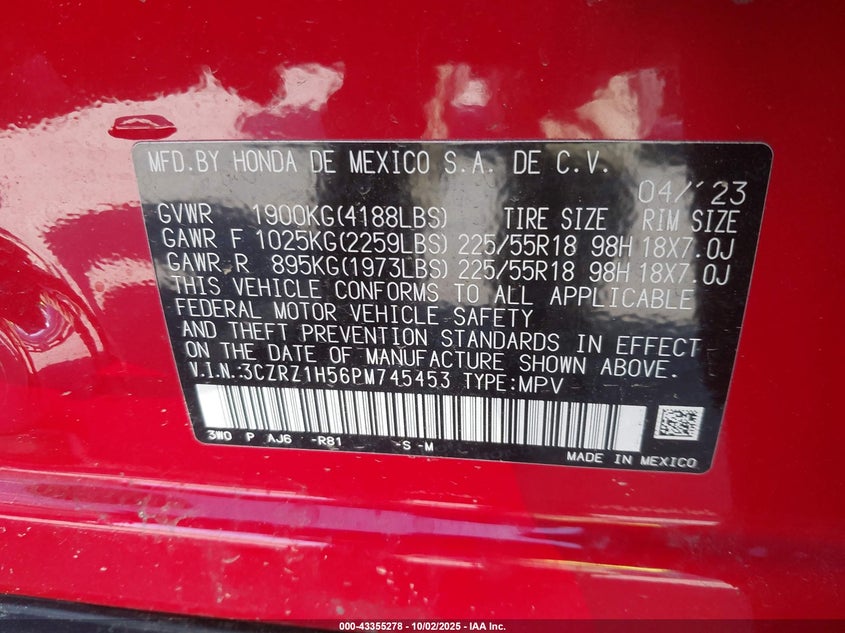 MFD.BY HONDA DE MEXICO S.A. DE C.V.
04/'23
GVWR 1900KG(4188LBS) TIRE SIZE RIM SIZE
GAWR F 1025KG(2259LBS) 225/55R18 98H 18X7.0J
GAWR R 895KG(1973LBS) 225/55R18 98H 18X7.0J
THIS VEHICLE CONFORMS TO ALL APPLICABLE
FEDERAL MOTOR VEHICLE SAFETY
AND THEFT PREVENTION STANDARDS IN EFFECT
ON THE DATE OF MANUFACTURE SHOWN ABOVE.
V.I.N.:3CZRZ1H56PM745453 TYPE:MPV
3W0 P AJ6 -R81 -S -M
MADE IN MEXICO
000-43355278 - 10/02/2025 - IAA Inc.